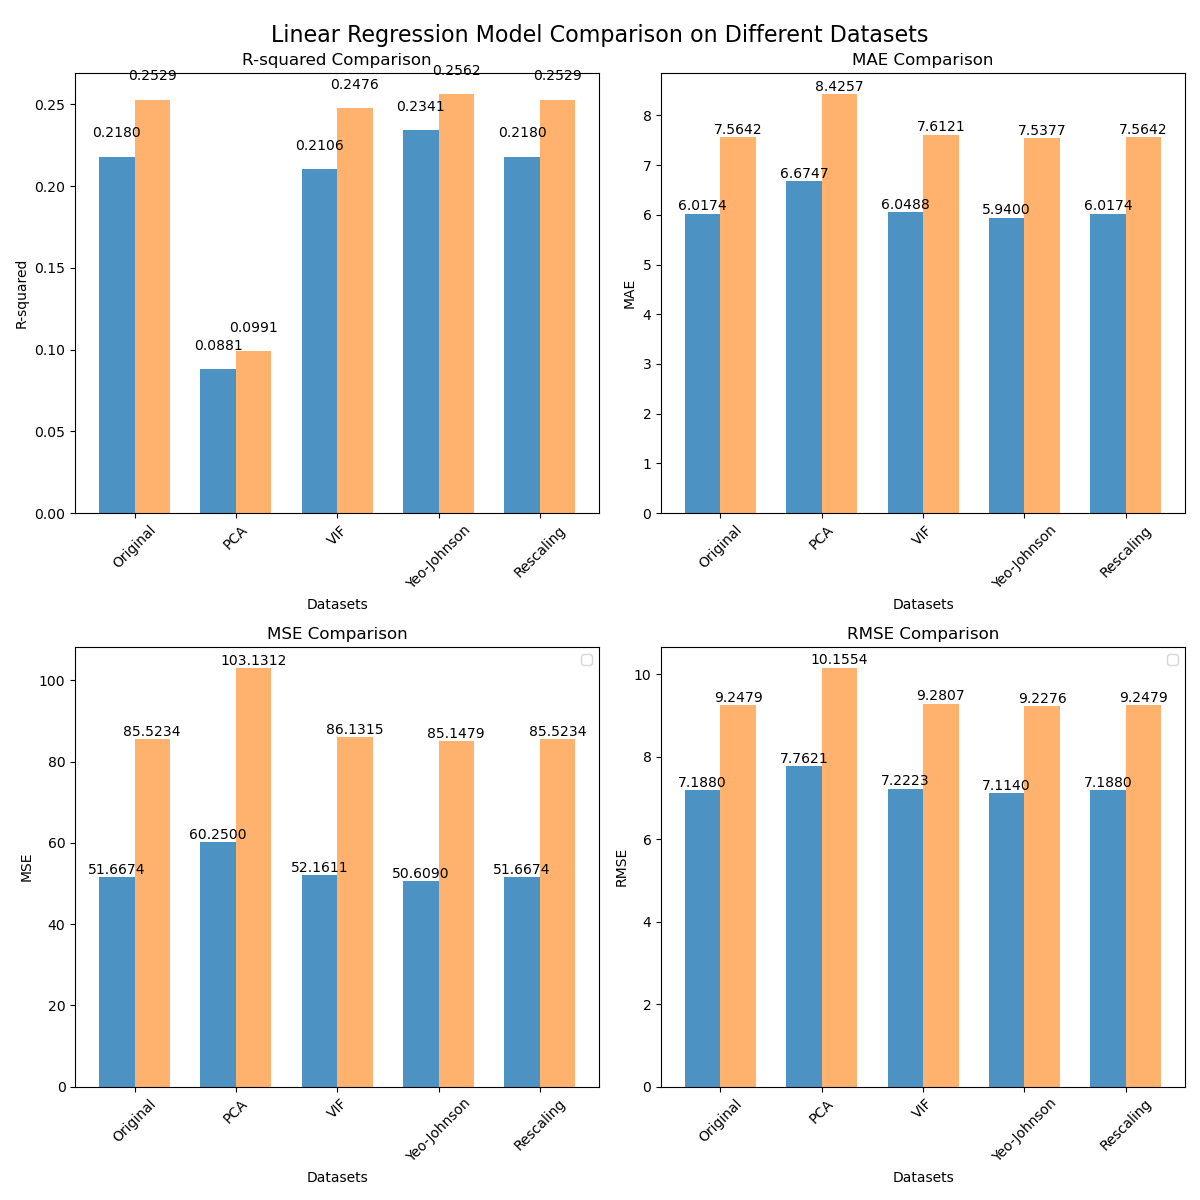 Linear Regression Model Comparison on Different Datasets
R-squared Comparison
0.2529
0.2562
0.2529
0.2476
0.25
0.2341
0.2180
0.2180
0.2106
0.20
0.15
R-squared
0.0991
0.0881
0.10
0.05
0.00
Original
PCA
VIF
Yeo-Johnson
Rescaling
Datasets
MAE Comparison
8.4257
8
7.5642
7.6121
7.5377
7.5642
7
6.6747
6.0174
6.0488
5.9400
6.0174
6
5
MAE
4
3
2
1
0
Original
PCA
VIF
Yeo-Johnson
Rescaling
Datasets
MSE Comparison
103.1312
100
85.5234
86.1315
85.1479
85.5234
80
60.2500
60
51.6674
52.1611
50.6090
51.6674
MSE
40
20
0
Original
PCA
VIF
Yeo-Johnson
Rescaling
Datasets
RMSE Comparison
10.1554
10
9.2479
9.2807
9.2276
9.2479
8
7.7621
7.1880
7.2223
7.1140
7.1880
6
RMSE
4
2
0
Original
PCA
VIF
Yeo-Johnson
Rescaling
Datasets